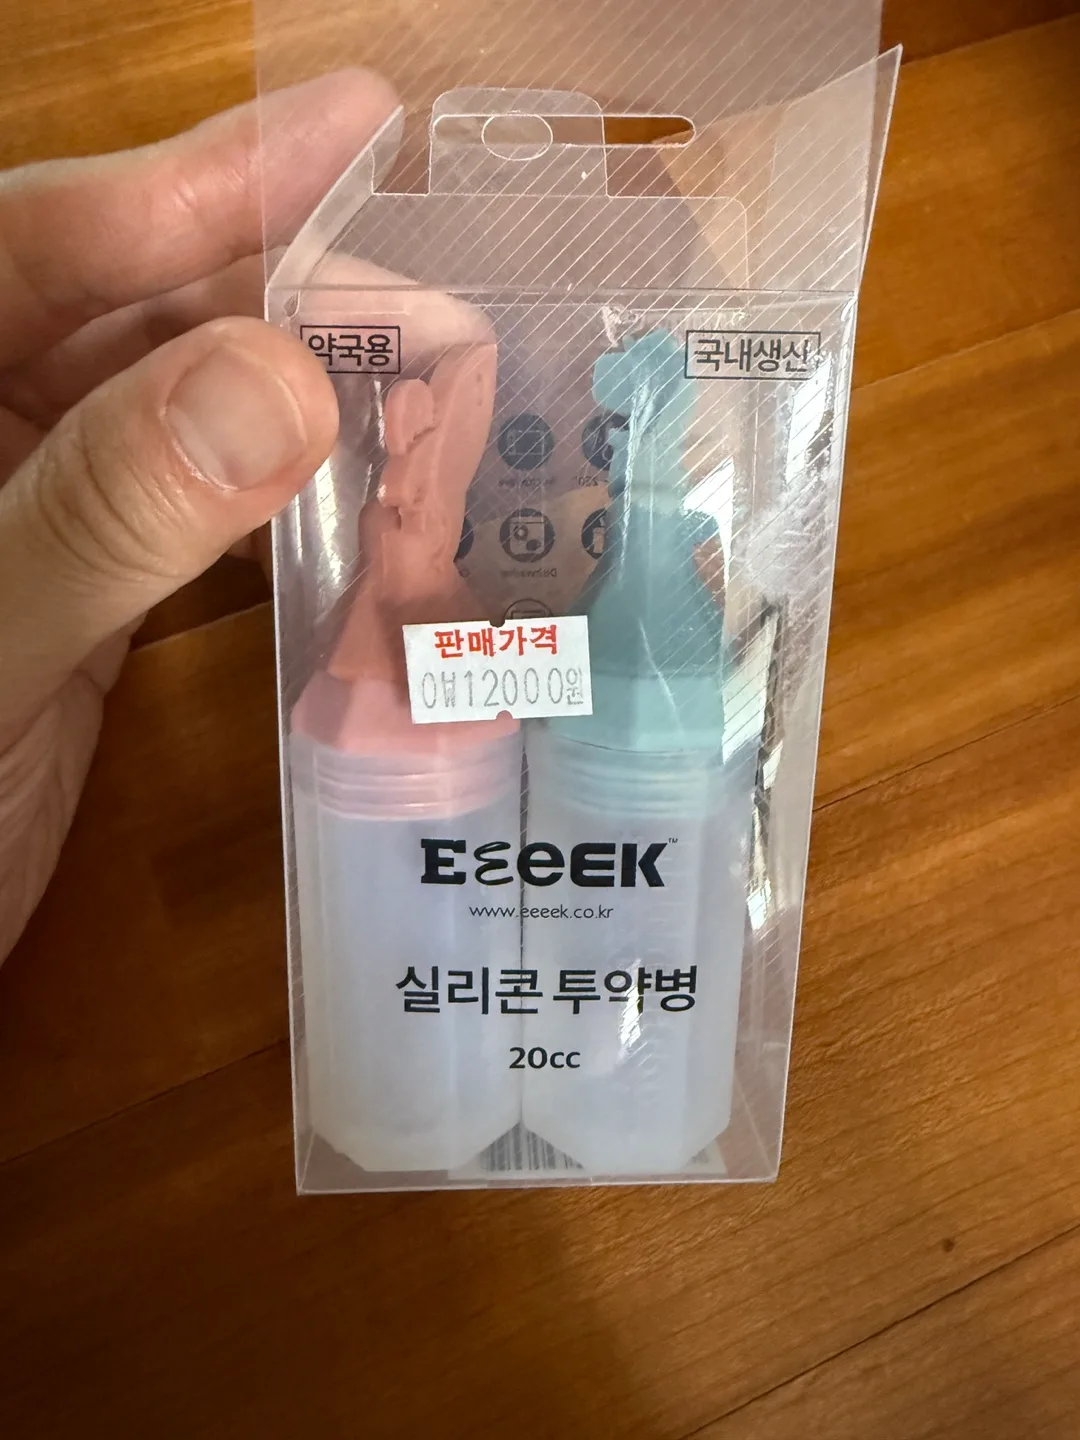 약국용
국내생산
판매가격
0₩12000원
EEEEK™
www.eeeek.co.kr
실리콘 투약병
20cc